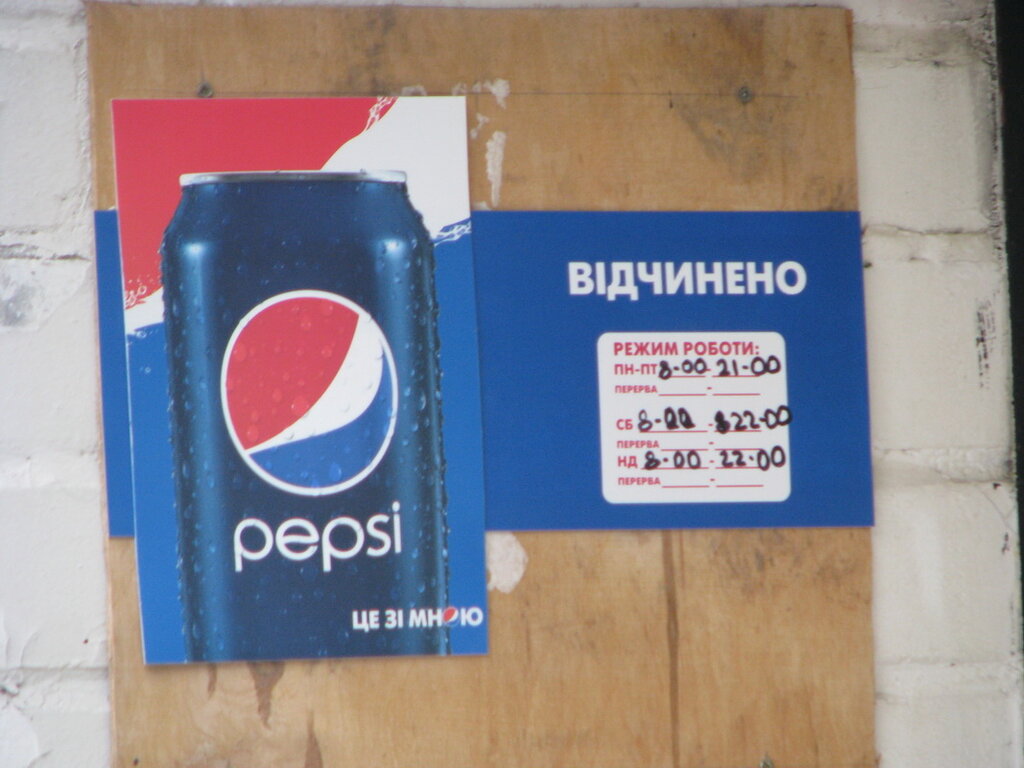 pepsi
ЦЕ ЗІ МНОЮ
ВІДЧИНЕНО
РЕЖИМ РОБОТИ:
ПН-ПТ 8-00 - 21-00
ПЕРЕРВА -
СБ 8-00 - 22-00
ПЕРЕРВА -
НД 8-00 - 22-00
ПЕРЕРВА -